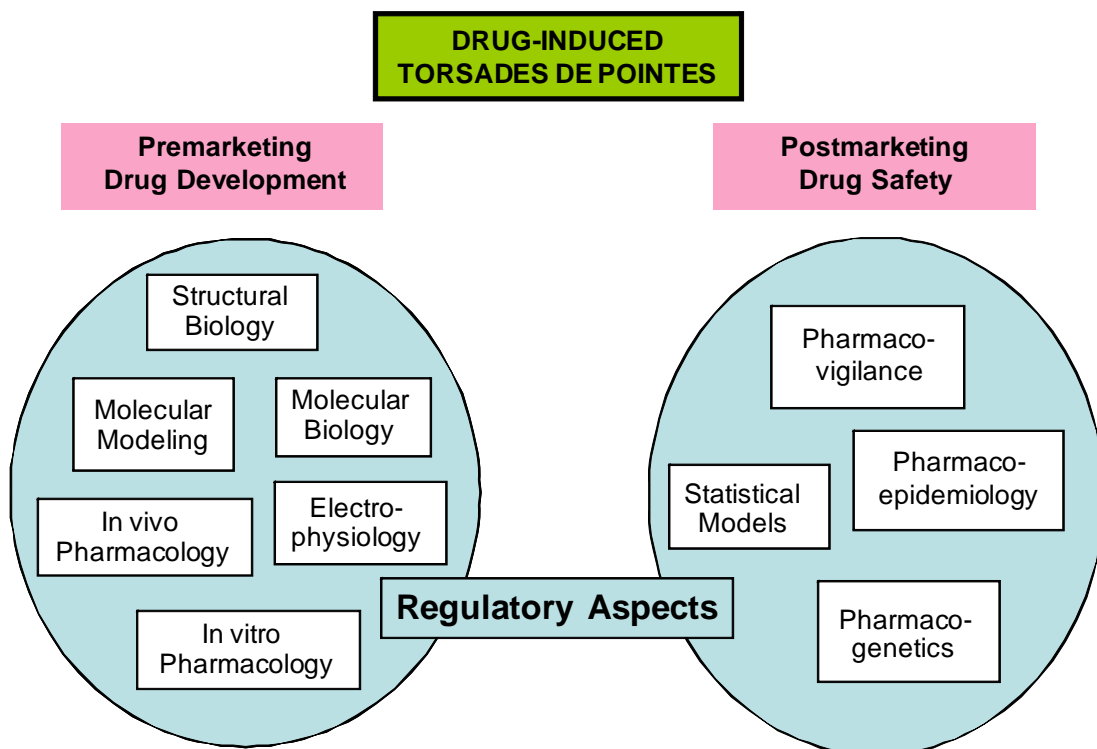 DRUG-INDUCED
TORSADES DE POINTES
Premarketing
Drug Development
Postmarketing
Drug Safety
Structural
Biology
Molecular
Modeling
Molecular
Biology
In vivo
Pharmacology
Electro-
physiology
In vitro
Pharmacology
Regulatory Aspects
Pharmaco-
vigilance
Pharmaco-
epidemiology
Statistical
Models
Pharmaco-
genetics